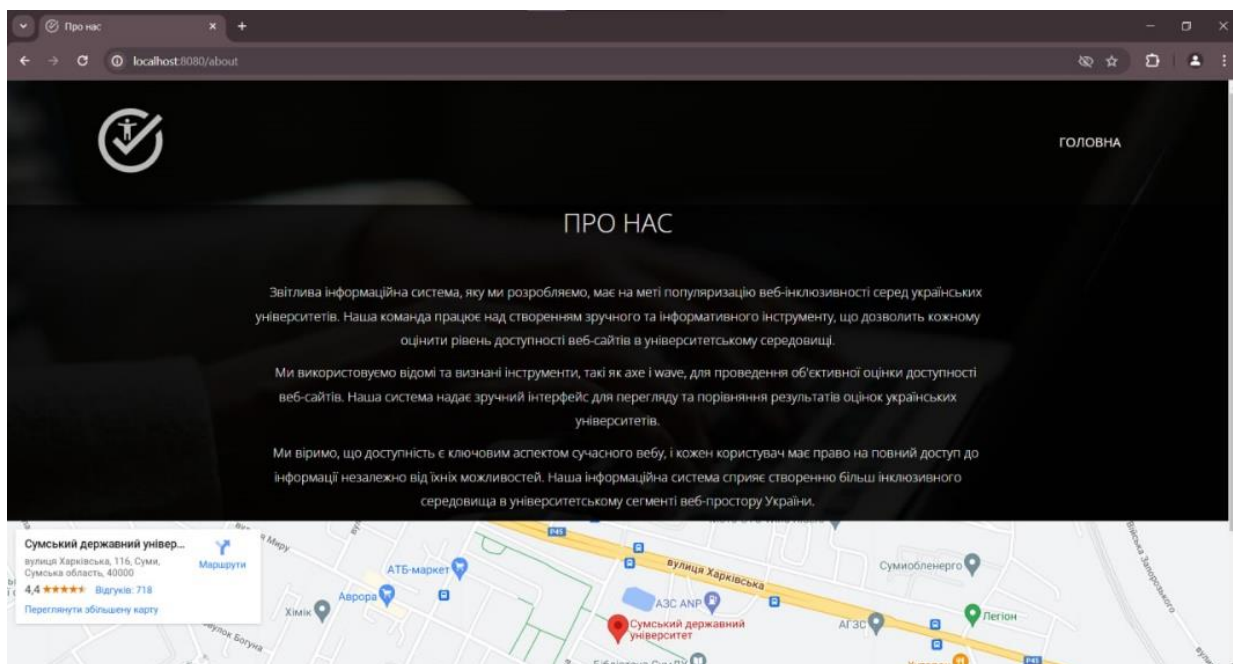 Про нас
localhost:8080/about
ГОЛОВНА
ПРО НАС
Звітлива інформаційна система, яку ми розробляємо, має на меті популяризацію веб-інклюзивності серед українських
університетів. Наша команда працює над створенням зручного та інформативного інструменту, що дозволить кожному
оцінити рівень доступності веб-сайтів в університетському середовищі.
Ми використовуємо відомі та визнані інструменти, такі як axe і wave, для проведення об'єктивної оцінки доступності
веб-сайтів. Наша система надає зручний інтерфейс для перегляду та порівняння результатів оцінок українських
університетів.
Ми віримо, що доступність є ключовим аспектом сучасного вебу, і кожен користувач має право на повний доступ до
інформації незалежно від їхніх можливостей. Наша інформаційна система сприяє створенню більш інклюзивного
середовища в університетському сегменті веб-простору України.
Сумський державний універ...
вулиця Харківська, 116, Суми,
Сумська область, 40000
Маршрути
4,4
Відгуків: 718
Переглянути збільшену карту
P45
вулиця Харківська
АТБ-маркет
Аврора
Хімік
АЗС ANP
Сумиобленерго
Сумський державний
університет
АГЗС
Легіон
P45